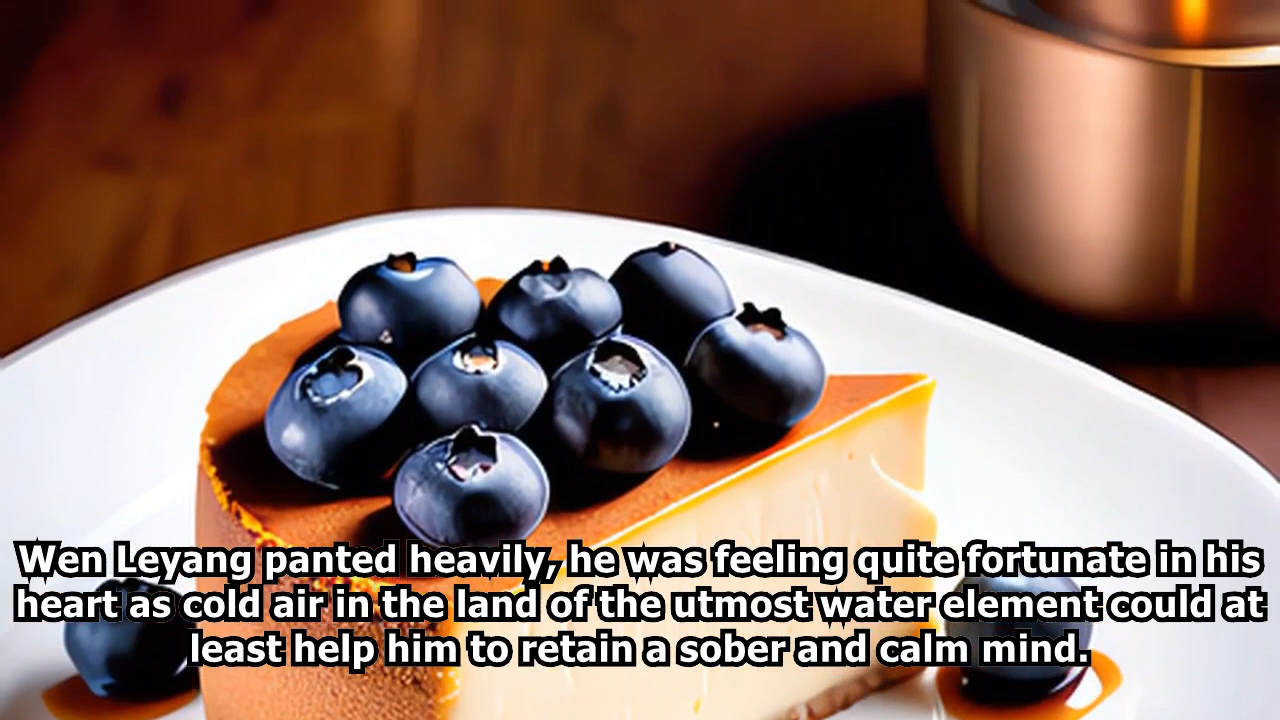 Wen Leyang panted heavily, he was feeling quite fortunate in his
heart as cold air in the land of the utmost water element could at
least help him to retain a sober and calm mind.